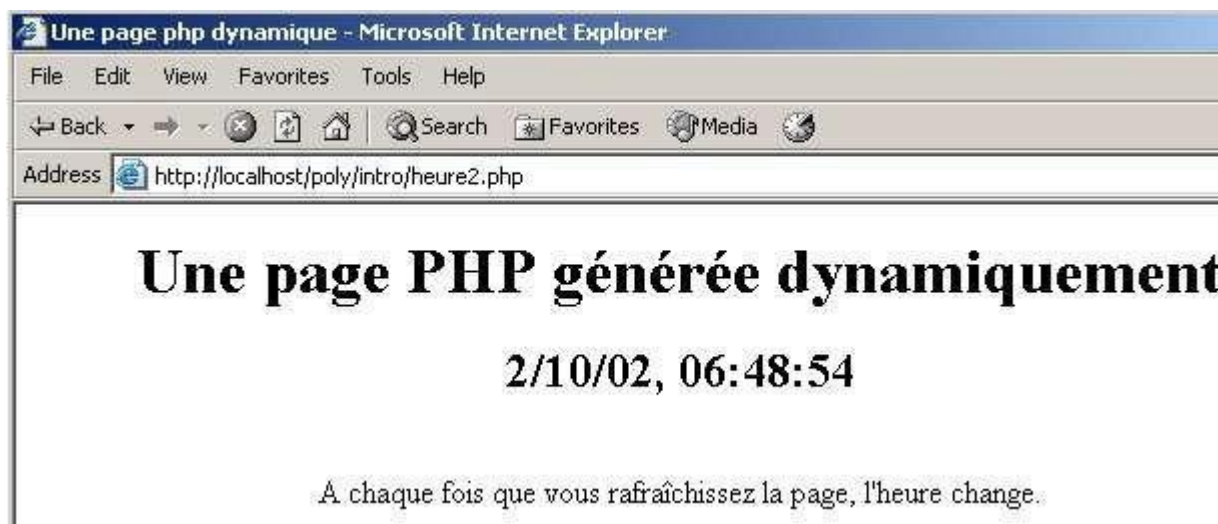 Une page php dynamique - Microsoft Internet Explorer
File Edit View Favorites Tools Help
Back Search Favorites Media
Address http://localhost/poly/intro/heure2.php
Une page PHP générée dynamiquement
2/10/02, 06:48:54
A chaque fois que vous rafraîchissez la page, l'heure change.